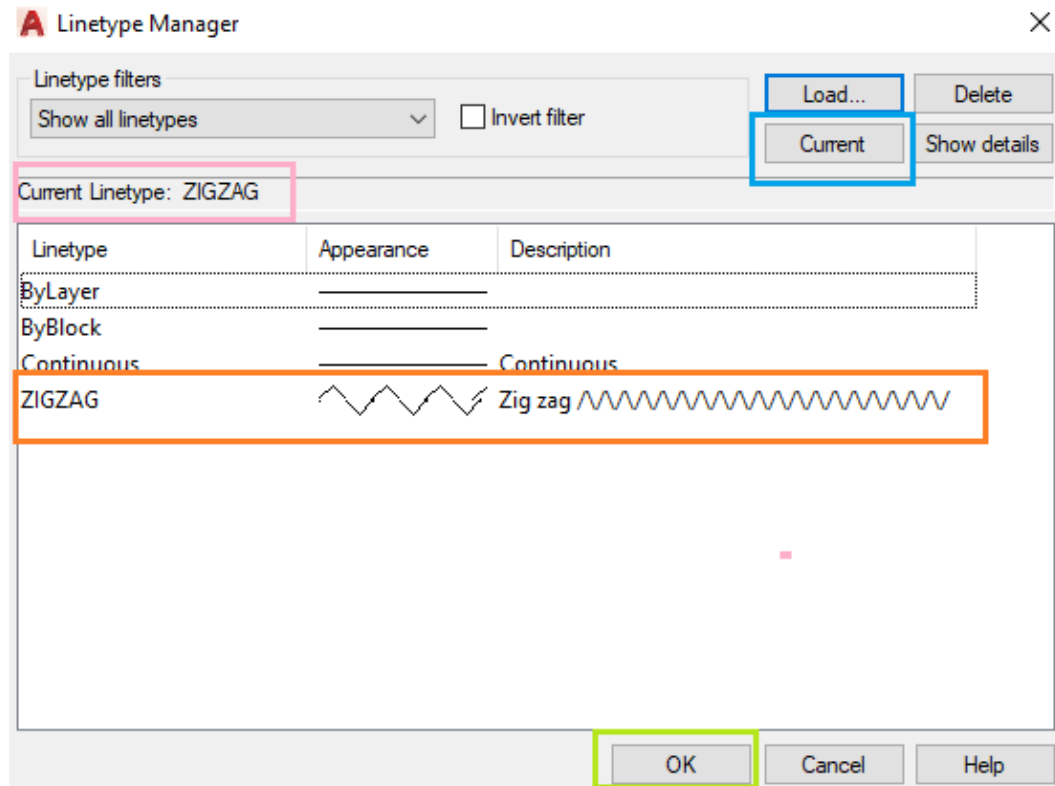 Linetype Manager
Linetype filters
Show all linetypes
Invert filter
Load...
Delete
Current
Show details
Current Linetype: ZIGZAG
Linetype Appearance Description
ByLayer
ByBlock
Continuous Continuous
ZIGZAG Zig zag /\/\/\/\/\/\/\/\/\/\/\/\/\/\/\/\/\/\/\/
OK Cancel Help